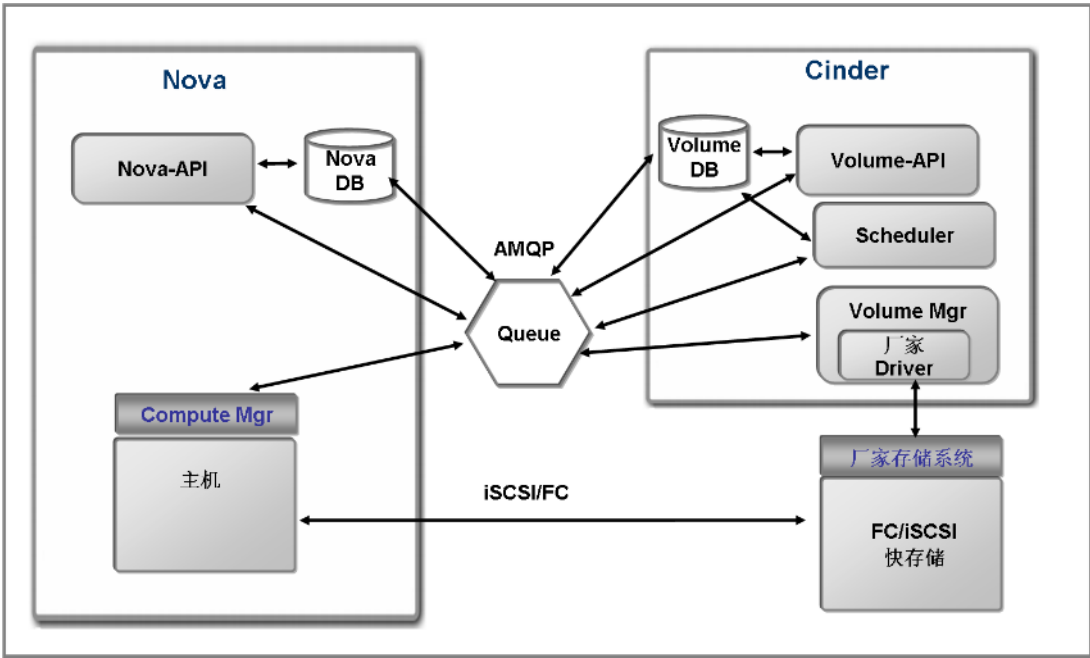 Nova
Nova-API
Nova
DB
Compute Mgr
主机
AMQP
Queue
iSCSI/FC
Cinder
Volume
DB
Volume-API
Scheduler
Volume Mgr
厂家
Driver
厂家存储系统
FC/iSCSI
快存储